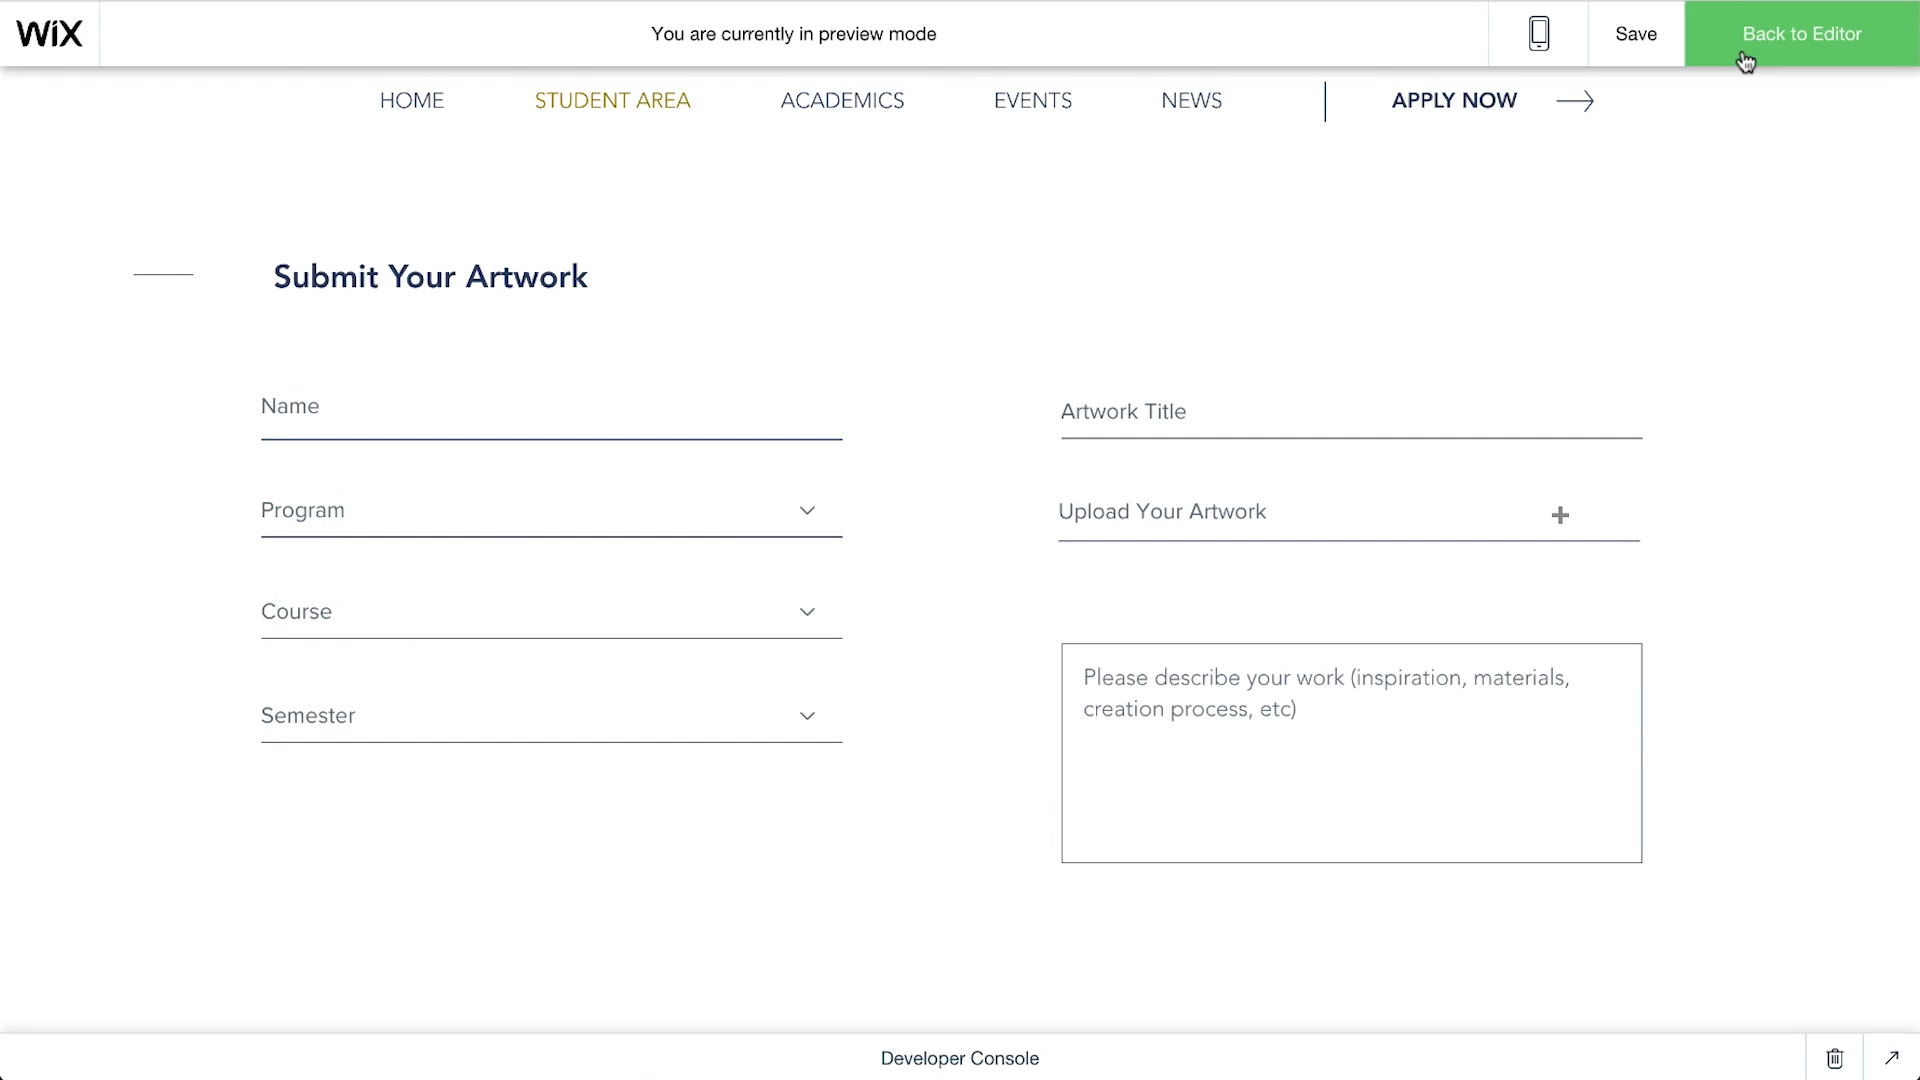 WiX
You are currently in preview mode
Save
Back to Editor
HOME
STUDENT AREA
ACADEMICS
EVENTS
NEWS
APPLY NOW
Submit Your Artwork
Name
Program
Course
Semester
Artwork Title
Upload Your Artwork
Please describe your work (inspiration, materials,
creation process, etc)
Developer Console